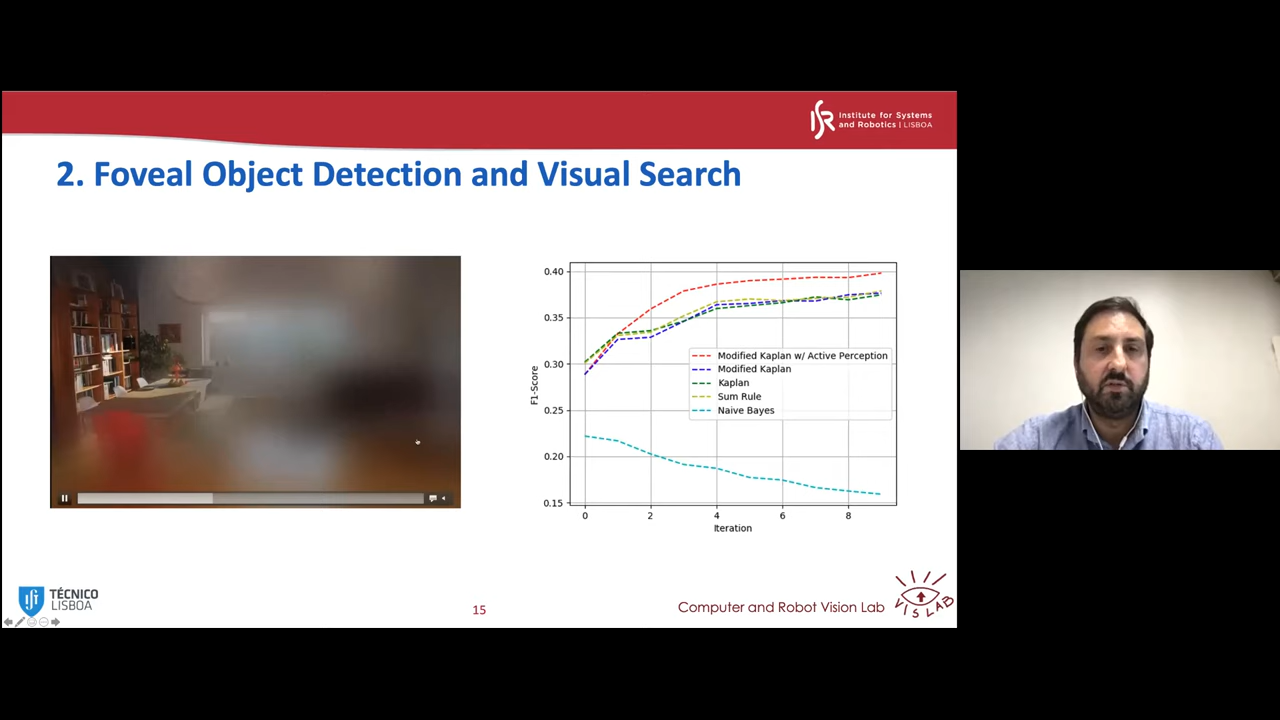 Institute for Systems
and Robotics | LISBOA
2. Foveal Object Detection and Visual Search
0.40
0.35
0.30
0.25
0.20
0.15
F1-Score
0
2
4
6
8
Iteration
Modified Kaplan w/ Active Perception
Modified Kaplan
Kaplan
Sum Rule
Naive Bayes
TÉCNICO
LISBOA
15
Computer and Robot Vision Lab
VISLAB